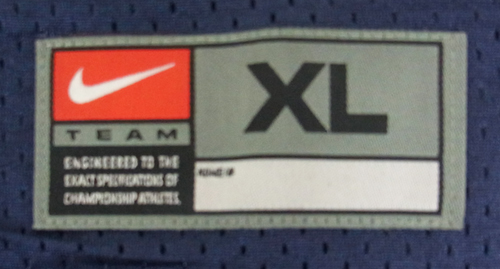 XL
TEAM
ENGINEERED TO THE
EXACT SPECIFICATIONS OF
CHAMPIONSHIP ATHLETES.